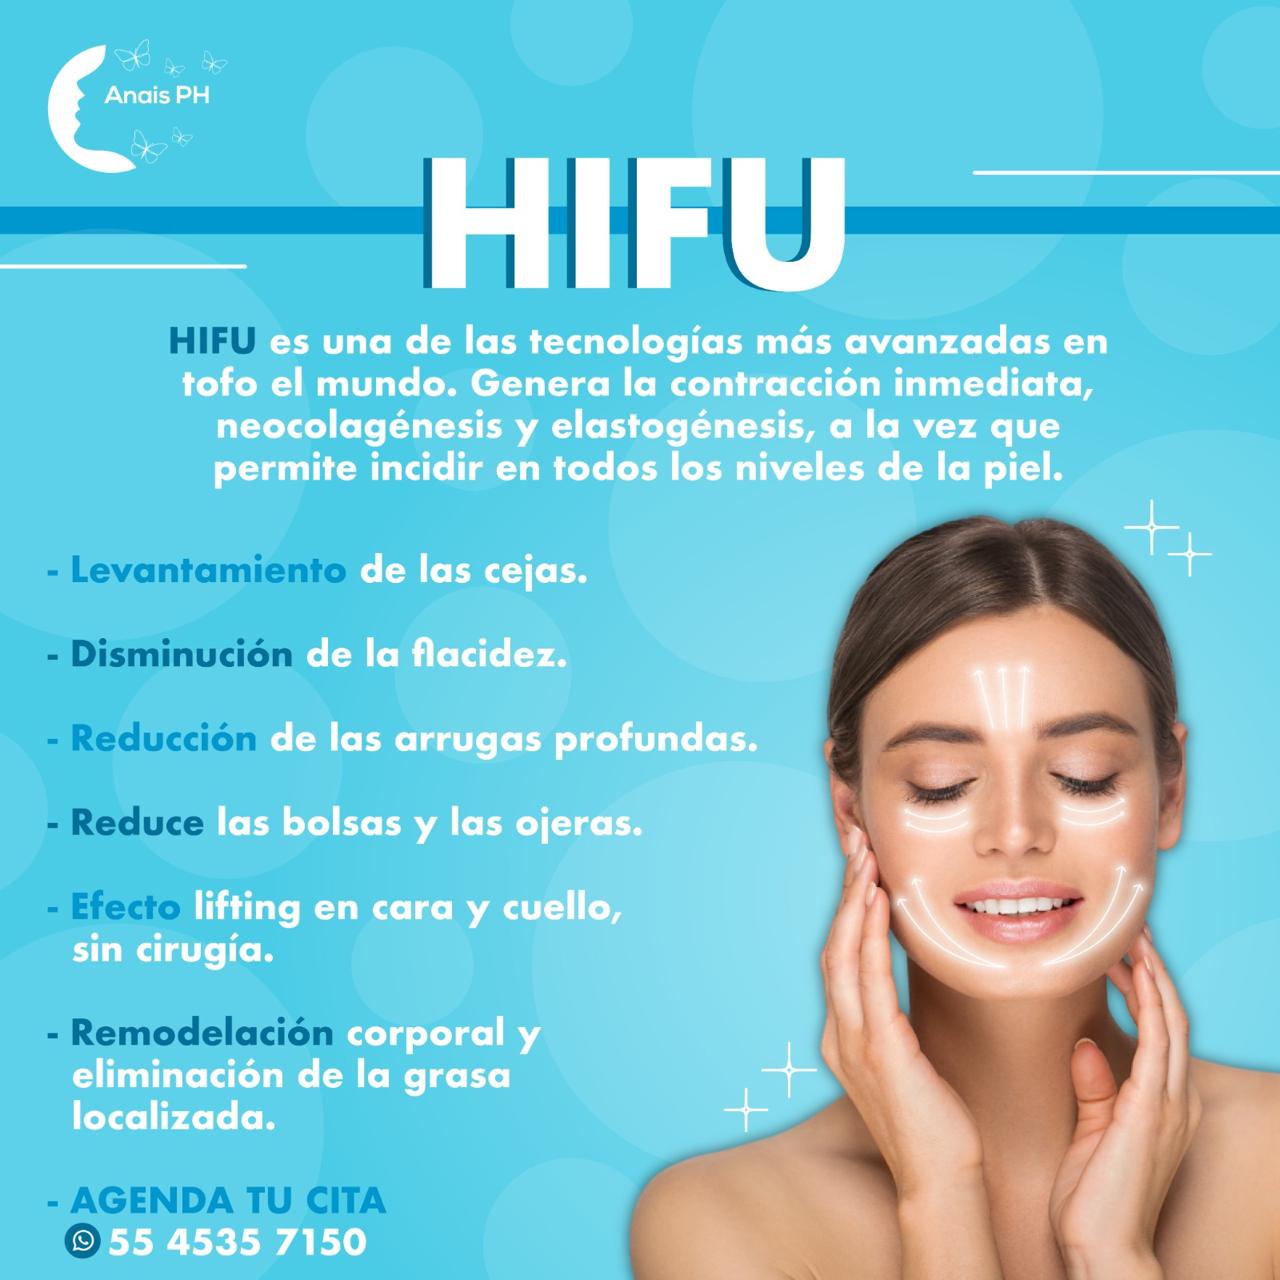 Anais PH
HIFU
HIFU es una de las tecnologías más avanzadas en
tofo el mundo. Genera la contracción inmediata,
neocolagénesis y elastogénesis, a la vez que
permite incidir en todos los niveles de la piel.
- Levantamiento de las cejas.
- Disminución de la flacidez.
- Reducción de las arrugas profundas.
- Reduce las bolsas y las ojeras.
- Efecto lifting en cara y cuello,
sin cirugía.
- Remodelación corporal y
eliminación de la grasa
localizada.
- AGENDA TU CITA
55 4535 7150